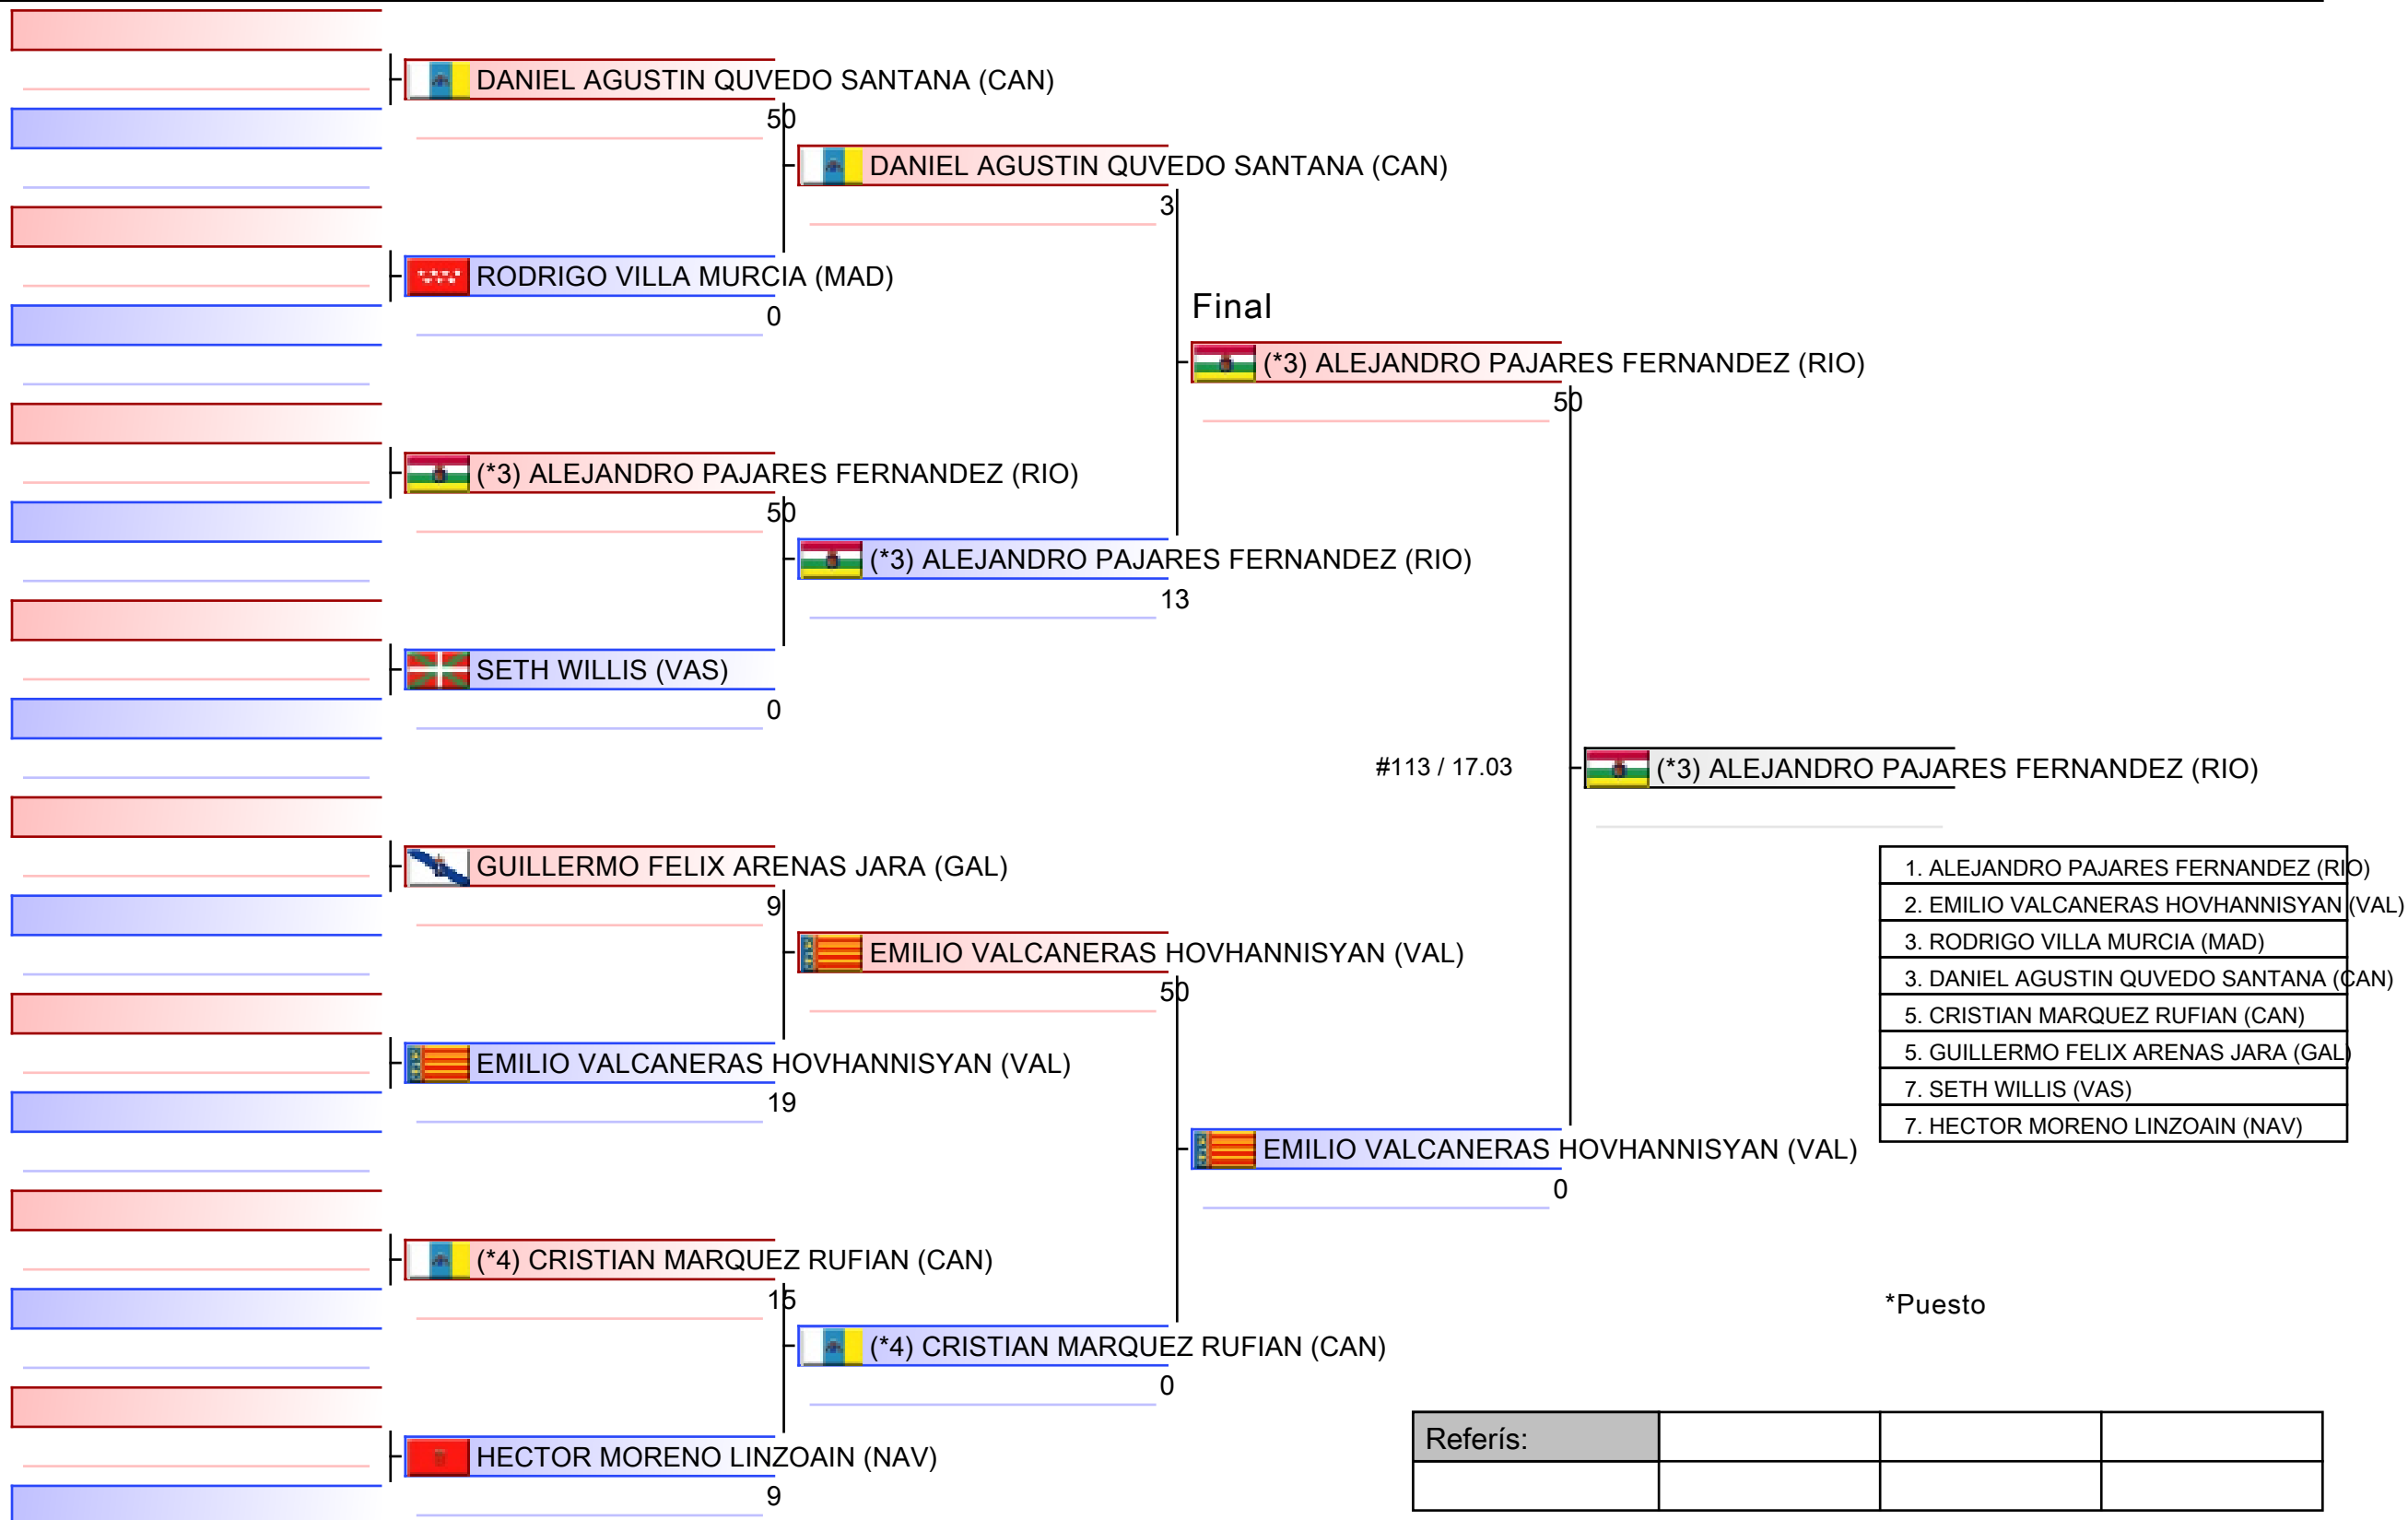 DANIEL AGUSTIN QUVEDO SANTANA (CAN)
50
DANIEL AGUSTIN QUVEDO SANTANA (CAN)
3
RODRIGO VILLA MURCIA (MAD)
0
Final
(*3) ALEJANDRO PAJARES FERNANDEZ (RIO)
50
(*3) ALEJANDRO PAJARES FERNANDEZ (RIO)
50
(*3) ALEJANDRO PAJARES FERNANDEZ (RIO)
13
SETH WILLIS (VAS)
0
#113 / 17.03
(*3) ALEJANDRO PAJARES FERNANDEZ (RIO)
GUILLERMO FELIX ARENAS JARA (GAL)
9
EMILIO VALCANERAS HOVHANNISYAN (VAL)
50
EMILIO VALCANERAS HOVHANNISYAN (VAL)
19
EMILIO VALCANERAS HOVHANNISYAN (VAL)
0
1. ALEJANDRO PAJARES FERNANDEZ (RIO)
2. EMILIO VALCANERAS HOVHANNISYAN (VAL)
3. RODRIGO VILLA MURCIA (MAD)
3. DANIEL AGUSTIN QUVEDO SANTANA (CAN)
5. CRISTIAN MARQUEZ RUFIAN (CAN)
5. GUILLERMO FELIX ARENAS JARA (GAL)
7. SETH WILLIS (VAS)
7. HECTOR MORENO LINZOAIN (NAV)
(*4) CRISTIAN MARQUEZ RUFIAN (CAN)
15
*Puesto
(*4) CRISTIAN MARQUEZ RUFIAN (CAN)
0
HECTOR MORENO LINZOAIN (NAV)
9
Referís: